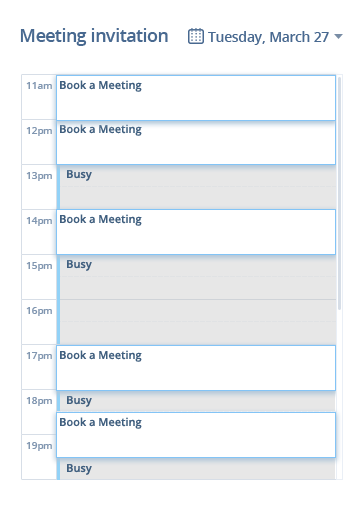 Meeting invitation Tuesday, March 27
11am Book a Meeting
12pm Book a Meeting
13pm Busy
14pm Book a Meeting
15pm Busy
16pm
17pm Book a Meeting
18pm Busy
Book a Meeting
19pm
Busy